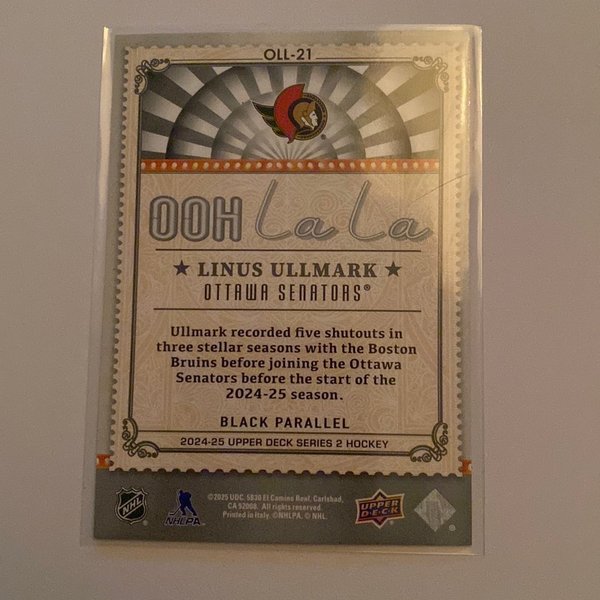 OLL-21
OOH La La
★ LINUS ULLMARK ★
OTTAWA SENATORS®
Ullmark recorded five shutouts in
three stellar seasons with the Boston
Bruins before joining the Ottawa
Senators before the start of the
2024-25 season.
BLACK PARALLEL
2024-25 UPPER DECK SERIES 2 HOCKEY
©2025 UDC. 5830 El Camino Real, Carlsbad,
CA 92008. All rights reserved.
Printed in Italy. ©NHLPA. © NHL.
NHL
NHLPA
UPPER
DECK